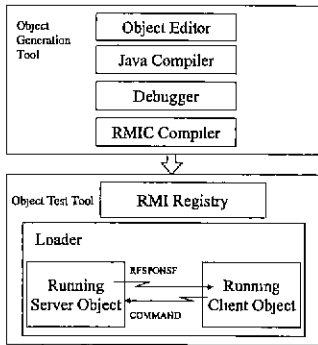 Object
Generation
Tool
Object Editor
Java Compiler
Debugger
RMIC Compiler
Object Test Tool
RMI Registry
Loader
Running
Server Object
RESPONSE
COMMAND
Running
Client Object